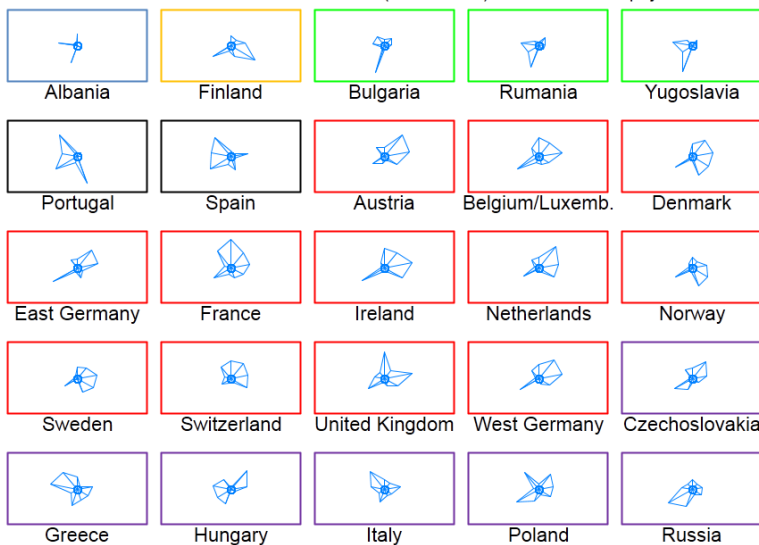 Albania Finland Bulgaria Rumania Yugoslavia
Portugal Spain Austria Belgium/Luxemb. Denmark
East Germany France Ireland Netherlands Norway
Sweden Switzerland United Kingdom West Germany Czechoslovakia
Greece Hungary Italy Poland Russia